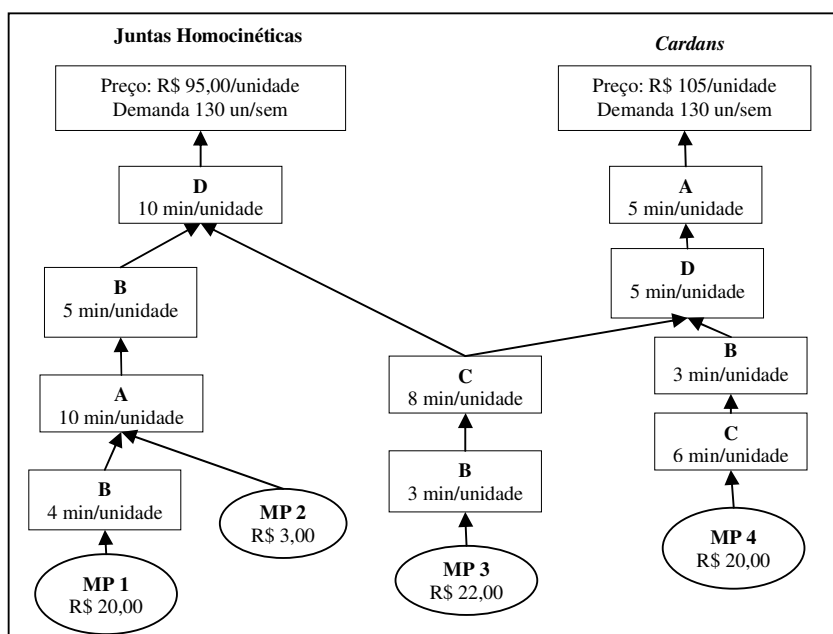 Juntas Homocinéticas
Cardans
Preço: R$ 95,00/unidade
Demanda 130 un/sem
Preço: R$ 105/unidade
Demanda 130 un/sem
D
10 min/unidade
A
5 min/unidade
B
5 min/unidade
D
5 min/unidade
A
10 min/unidade
C
8 min/unidade
B
3 min/unidade
B
4 min/unidade
MP 2
R$ 3,00
B
3 min/unidade
C
6 min/unidade
MP 1
R$ 20,00
MP 3
R$ 22,00
MP 4
R$ 20,00